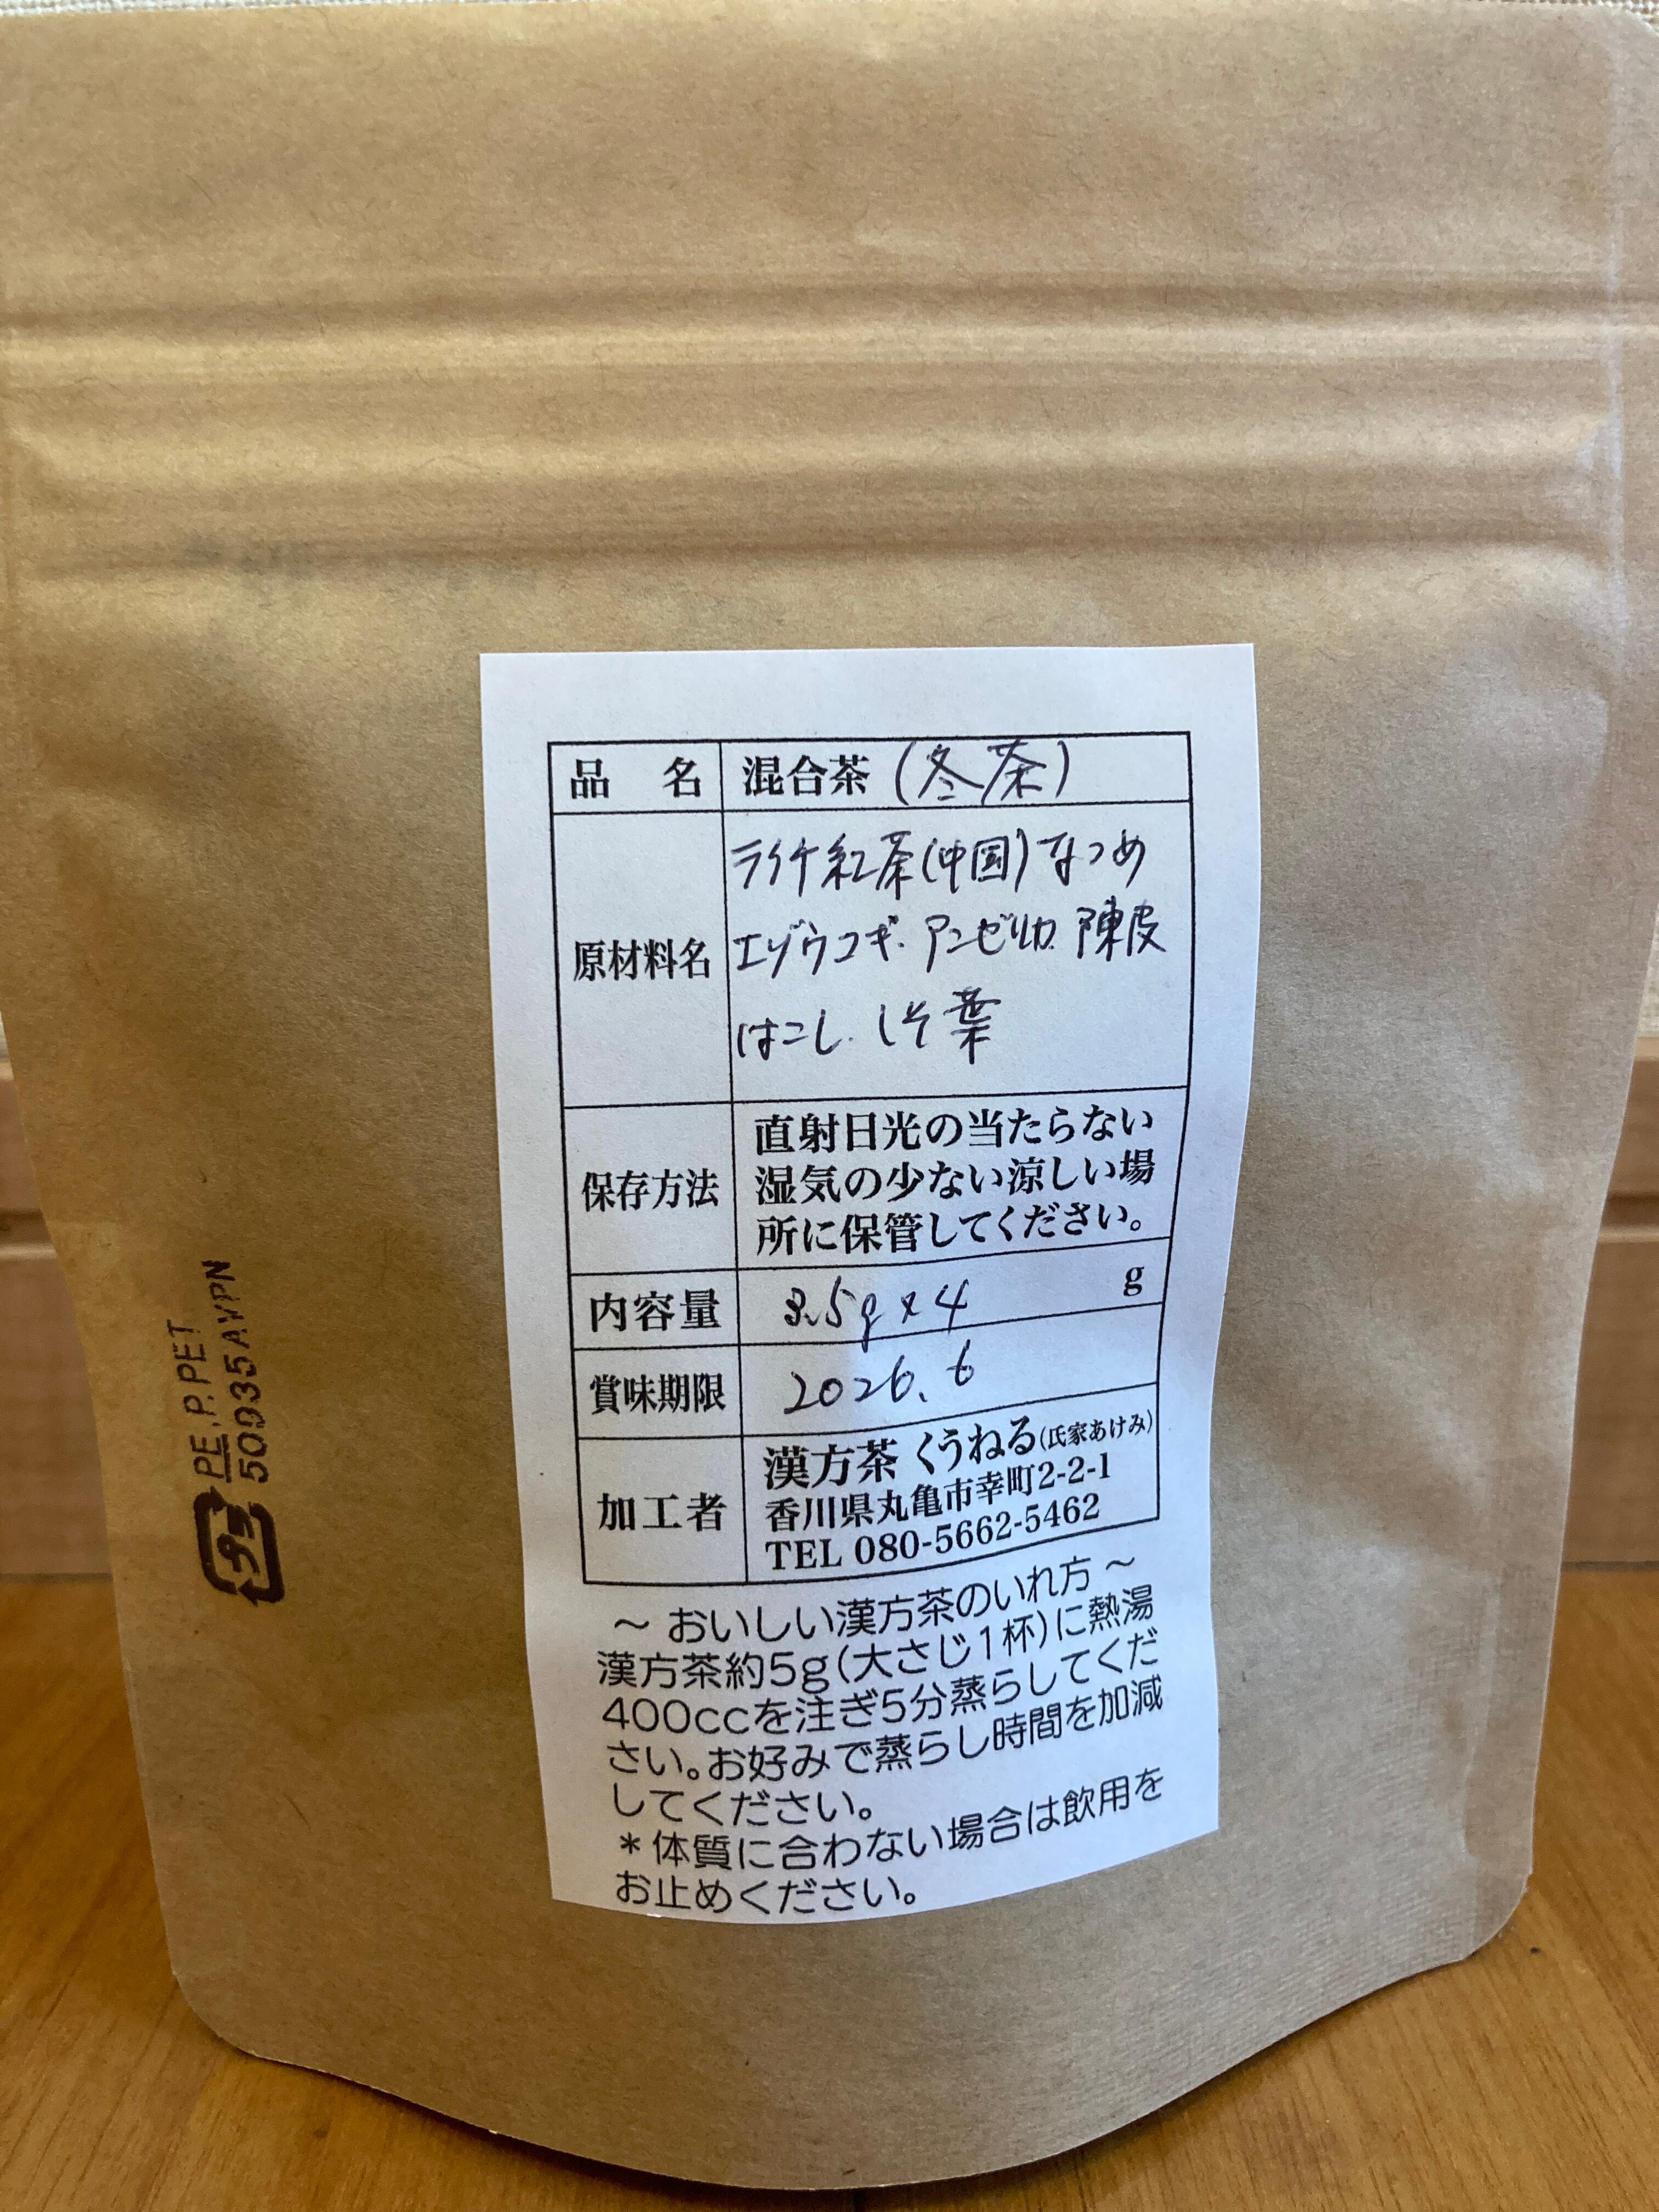 品　名 混合茶 (冬茶)
原材料名
ライチ紅茶(中国) なつめ
エゾウコギ. アンゼリカ. 陳皮
はこし. しそ葉
保存方法
直射日光の当たらない
湿気の少ない涼しい場
所に保管してください。
内容量 3.5g×4 g
賞味期限 2026.6
加工者
漢方茶 くうねる(氏家あけみ)
香川県丸亀市幸町2-2-1
TEL 080-5662-5462
～ おいしい漢方茶のいれ方 ～
漢方茶約5g(大さじ1杯)に熱湯
400ccを注ぎ5分蒸らしてくだ
さい。お好みで蒸らし時間を加減
してください。
*体質に合わない場合は飲用を
お止めください。
プラ
PE.P.PET
50935AVPN